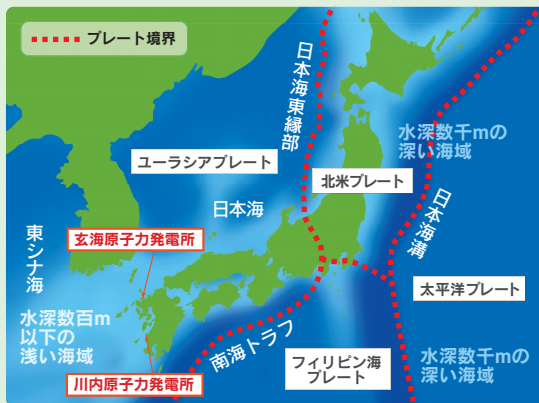 プレート境界
日本海東縁部
水深数千mの
深い海域
ユーラシアプレート
北米プレート
日本海
日本海溝
東シナ海
玄海原子力発電所
太平洋プレート
水深数百m
以下の
浅い海域
南海トラフ
フィリピン海
プレート
水深数千mの
深い海域
川内原子力発電所